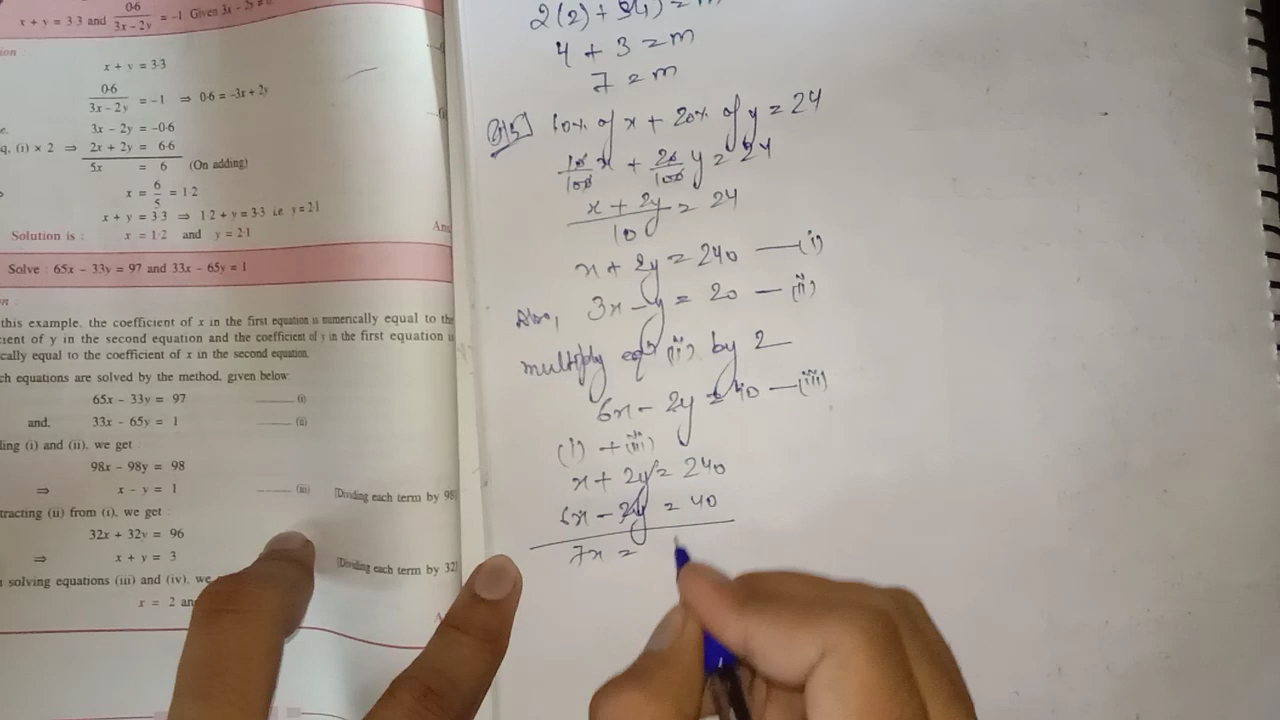 x + y = 3·3 and 0·6 / 3x − 2y = −1. Given 3x − 2y ≠ 0
x + y = 3·3
0·6 / 3x − 2y = −1 ⇒ 0·6 = −3x + 2y
3x − 2y = −0·6
(i) × 2 ⇒ 2x + 2y = 6·6
5x = 6 (On adding)
x = 6/5 = 1·2
x + y = 3·3 ⇒ 1·2 + y = 3·3 i.e. y = 2·1
Solution is : x = 1·2 and y = 2·1
Solve : 65x − 33y = 97 and 33x − 65y = 1
this example, the coefficient of x in the first equation is numerically equal to the
of y in the second equation and the coefficient of y in the first equation
equal to the coefficient of x in the second equation.
equations are solved by the method, given below:
65x − 33y = 97 (i)
and, 33x − 65y = 1 (ii)
(i) and (ii), we get
98x − 98y = 98
⇒ x − y = 1 (iii) [Dividing each term by 98]
(ii) from (i), we get :
32x + 32y = 96
⇒ x + y = 3 [Dividing each term by 32]
solving equations (iii) and (iv), we
x = 2
4 + 3 = m
7 = m
10% of x + 20% of y = 24
10/100 x + 20/100 y = 24
x + 2y / 10 = 24
x + 2y = 240 — (i)
Also, 3x − y = 20 — (ii)
multiply eqn (ii) by 2
6x − 2y = 40 — (iii)
(i) + (iii)
x + 2y = 240
6x − 2y = 40
7x =